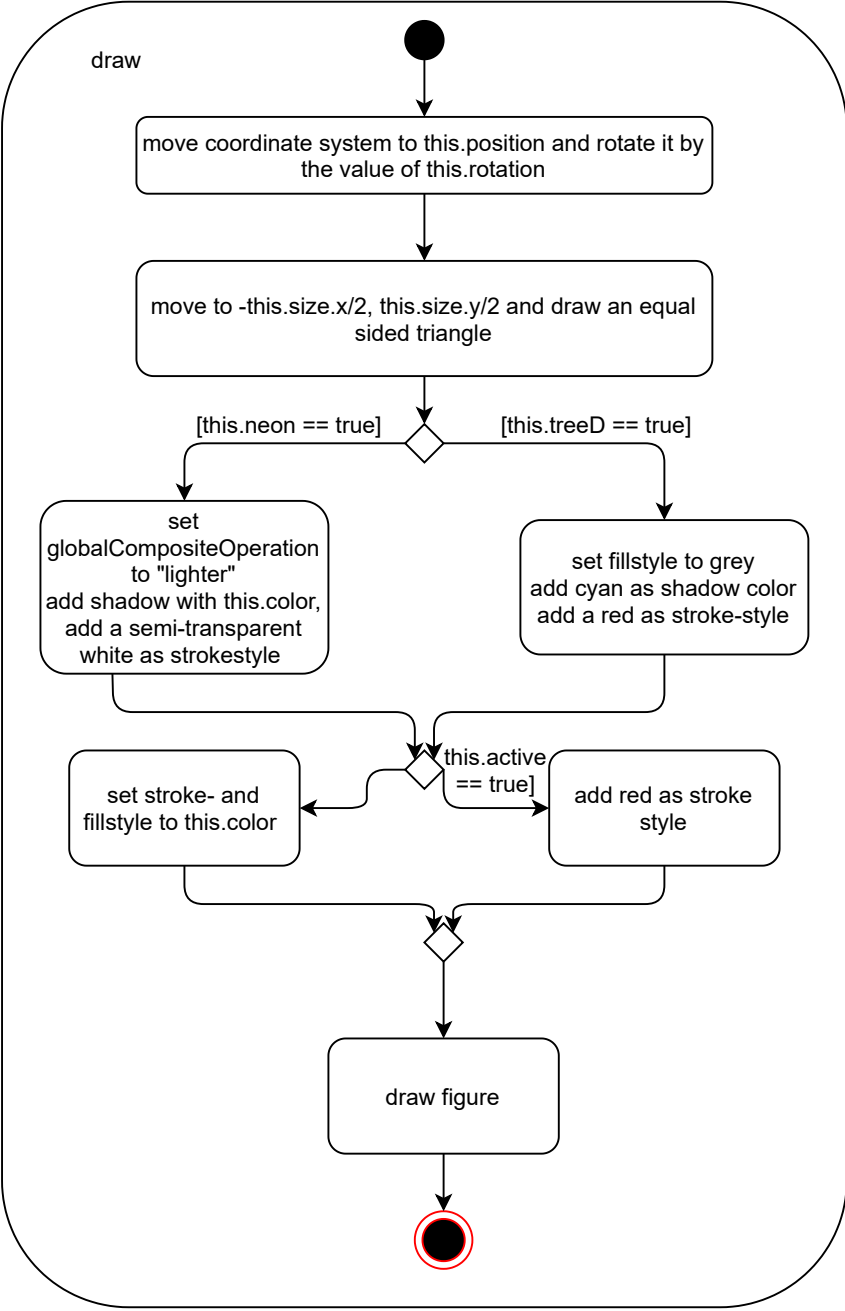 draw
move coordinate system to this.position and rotate it by
the value of this.rotation
move to -this.size.x/2, this.size.y/2 and draw an equal
sided triangle
[this.neon == true]
[this.treeD == true]
set
globalCompositeOperation
to "lighter"
add shadow with this.color,
add a semi-transparent
white as strokestyle
set fillstyle to grey
add cyan as shadow color
add a red as stroke-style
this.active
== true]
set stroke- and
fillstyle to this.color
add red as stroke
style
draw figure